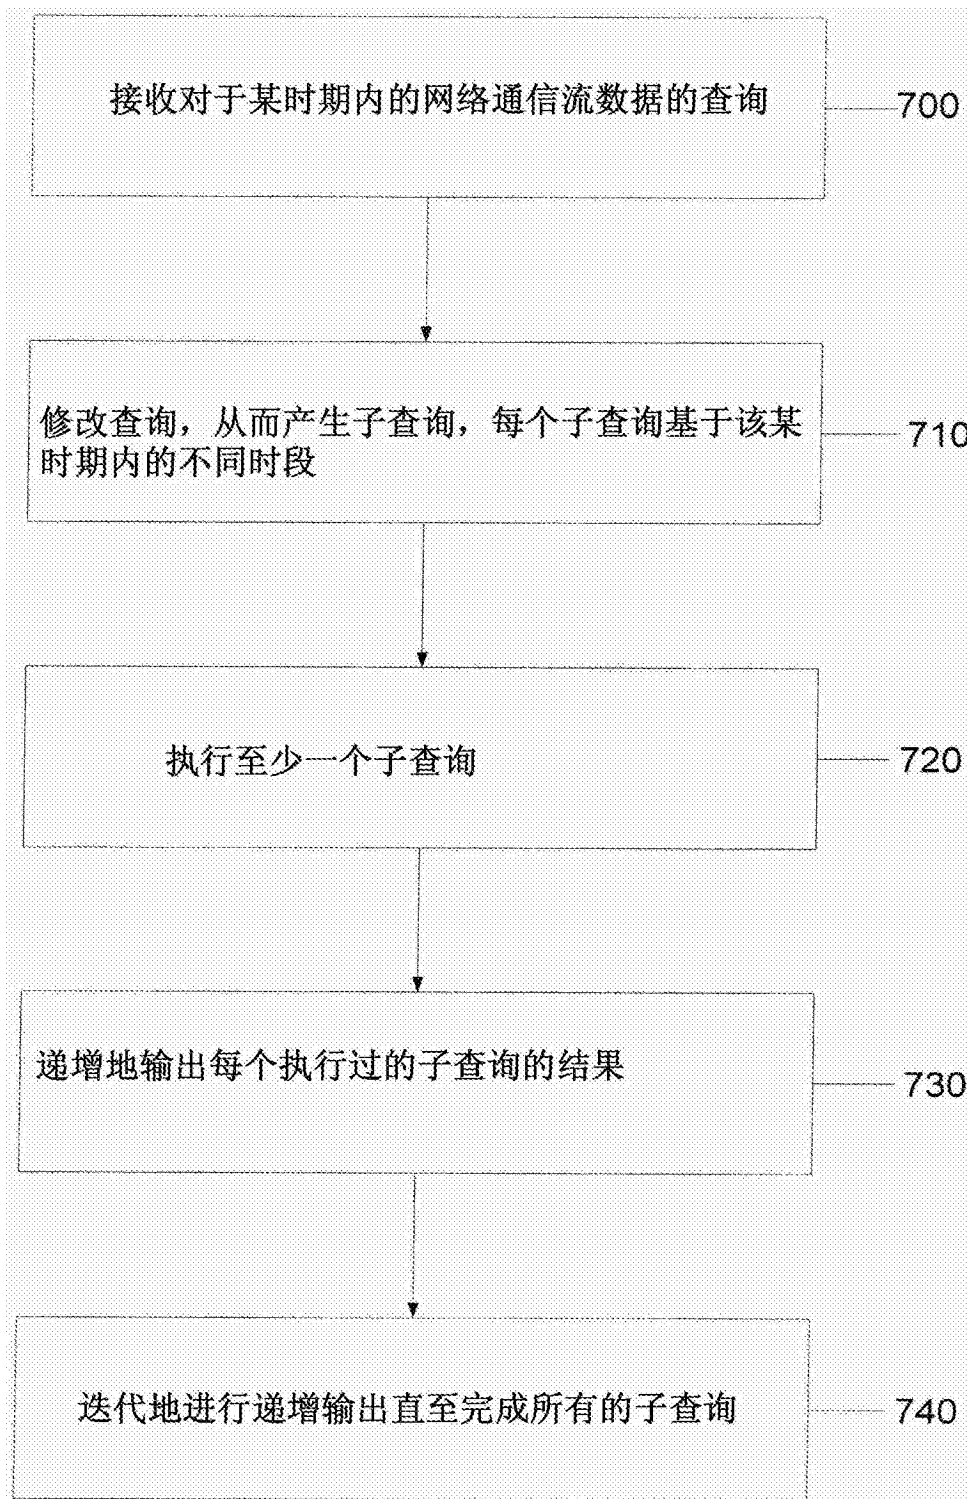 接收对于某时期内的网络通信流数据的查询
700
修改查询，从而产生子查询，每个子查询基于该某
时期内的不同时段
710
执行至少一个子查询
720
递增地输出每个执行过的子查询的结果
730
迭代地进行递增输出直至完成所有的子查询
740